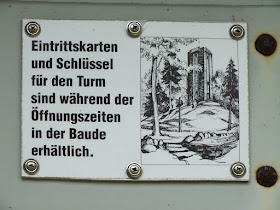 Eintrittskarten
und Schlüssel
für den Turm
sind während der
Öffnungszeiten
in der Baude
erhältlich.